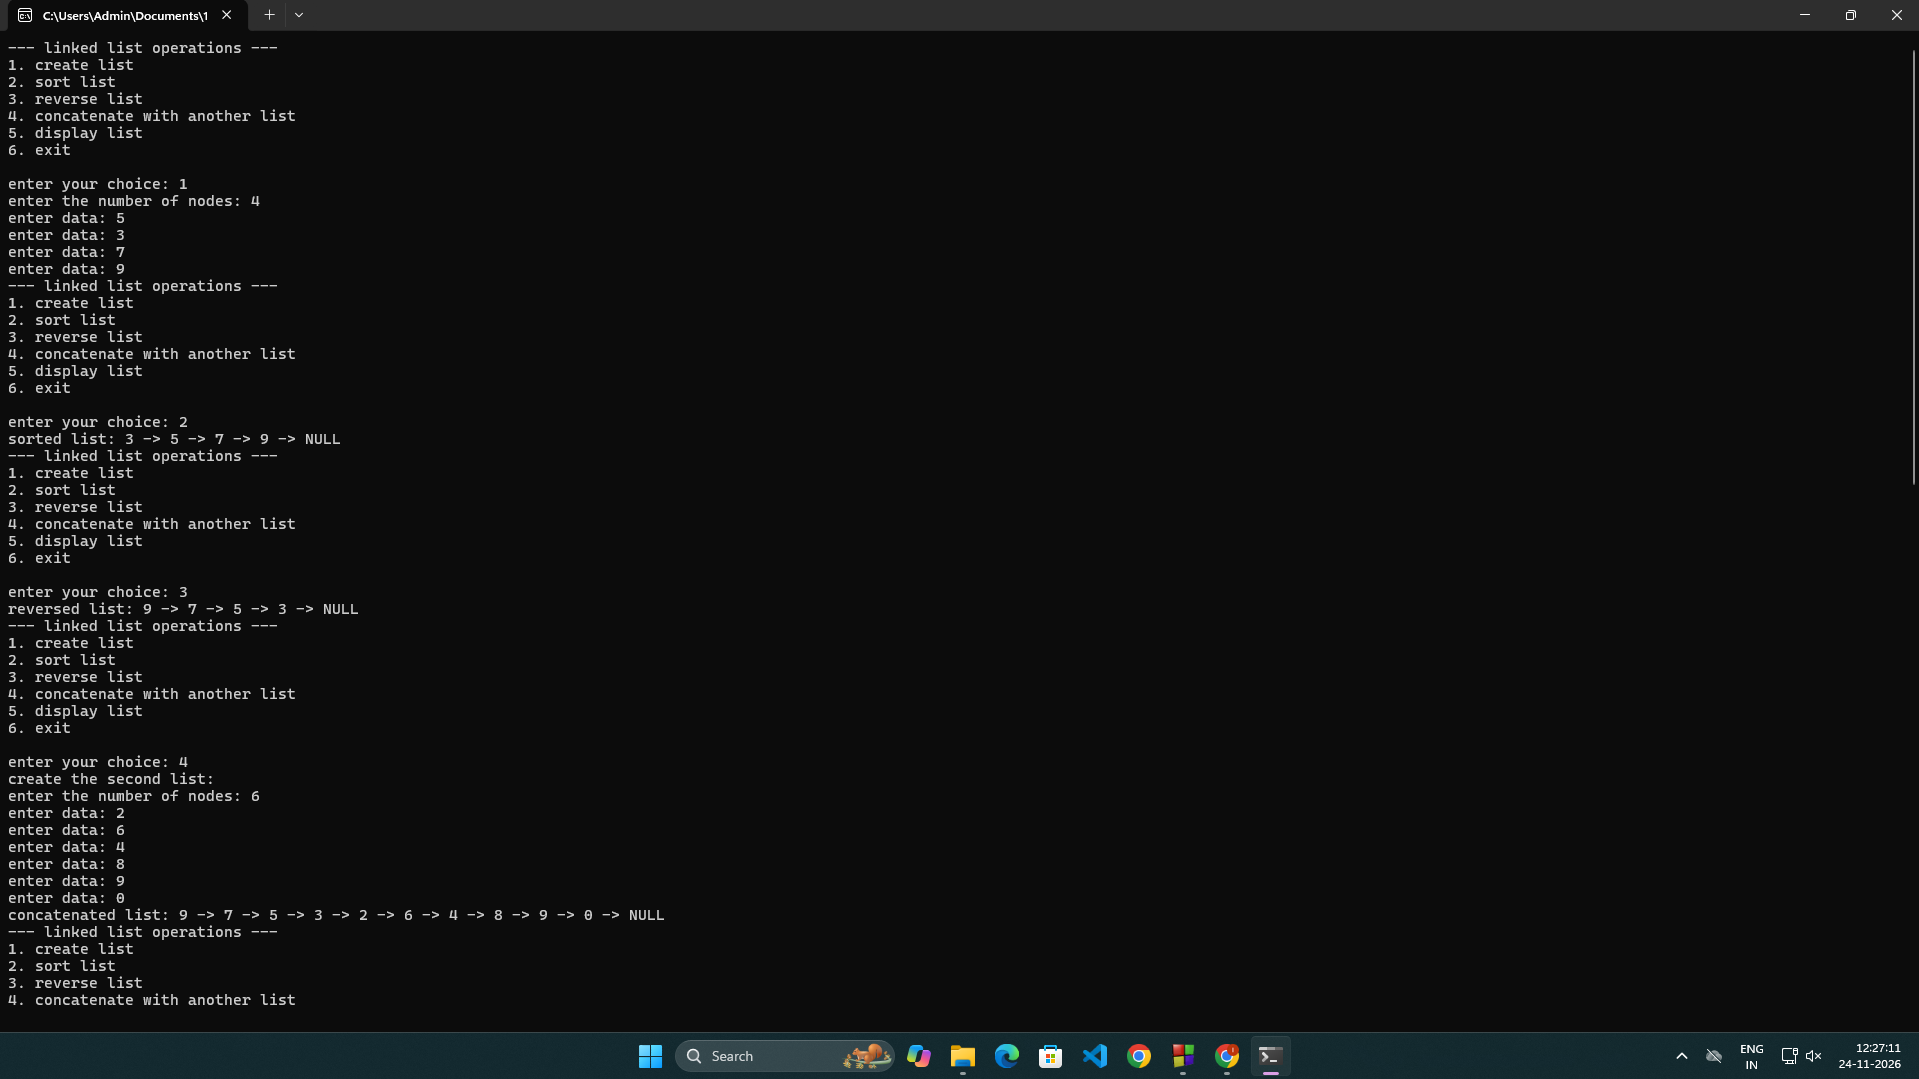 C:\Users\Admin\Documents\1
--- linked list operations ---
1. create list
2. sort list
3. reverse list
4. concatenate with another list
5. display list
6. exit
enter your choice: 1
enter the number of nodes: 4
enter data: 5
enter data: 3
enter data: 7
enter data: 9
--- linked list operations ---
1. create list
2. sort list
3. reverse list
4. concatenate with another list
5. display list
6. exit
enter your choice: 2
sorted list: 3 -> 5 -> 7 -> 9 -> NULL
--- linked list operations ---
1. create list
2. sort list
3. reverse list
4. concatenate with another list
5. display list
6. exit
enter your choice: 3
reversed list: 9 -> 7 -> 5 -> 3 -> NULL
--- linked list operations ---
1. create list
2. sort list
3. reverse list
4. concatenate with another list
5. display list
6. exit
enter your choice: 4
create the second list:
enter the number of nodes: 6
enter data: 2
enter data: 6
enter data: 4
enter data: 8
enter data: 9
enter data: 0
concatenated list: 9 -> 7 -> 5 -> 3 -> 2 -> 6 -> 4 -> 8 -> 9 -> 0 -> NULL
--- linked list operations ---
1. create list
2. sort list
3. reverse list
4. concatenate with another list
Search
ENG
IN
12:27:11
24-11-2026